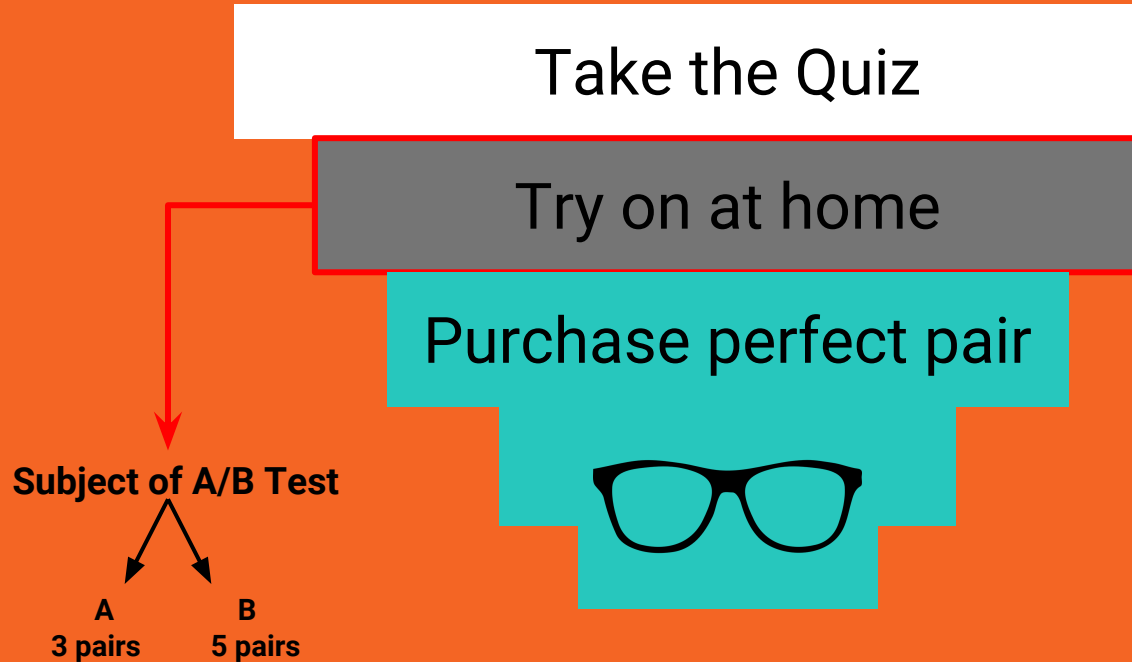 Take the Quiz
Try on at home
Purchase perfect pair
Subject of A/B Test
A
3 pairs
B
5 pairs